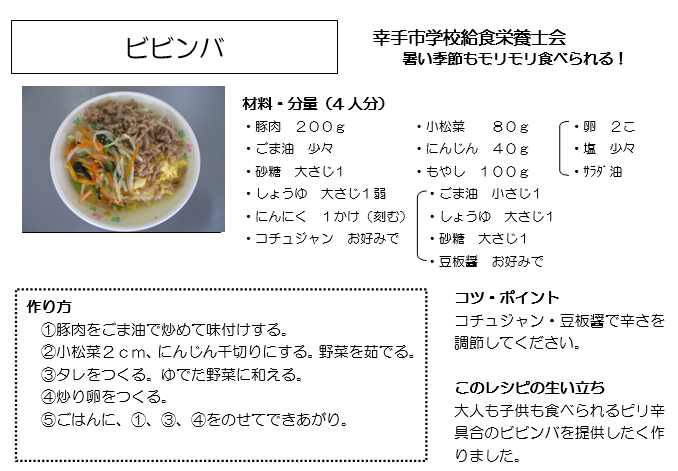 ビビンバ
幸手市学校給食栄養士会
暑い季節もモリモリ食べられる!
材料・分量(4人分)
・豚肉 200g
・ごま油 少々
・砂糖 大さじ1
・しょうゆ 大さじ1弱
・にんにく 1かけ(刻む)
・コチュジャン お好みで
・小松菜 80g
・にんじん 40g
・もやし 100g
・ごま油 小さじ1
・しょうゆ 大さじ1
・砂糖 大さじ1
・豆板醤 お好みで
・卵 2こ
・塩 少々
・ｻﾗﾀﾞ油
作り方
①豚肉をごま油で炒めて味付けする。
②小松菜2cm、にんじん千切りにする。野菜を茹でる。
③タレをつくる。ゆでた野菜に和える。
④炒り卵をつくる。
⑤ごはんに、①、③、④をのせてできあがり。
コツ・ポイント
コチュジャン・豆板醤で辛さを
調節してください。
このレシピの生い立ち
大人も子供も食べられるピリ辛
具合のビビンバを提供したく作
りました。